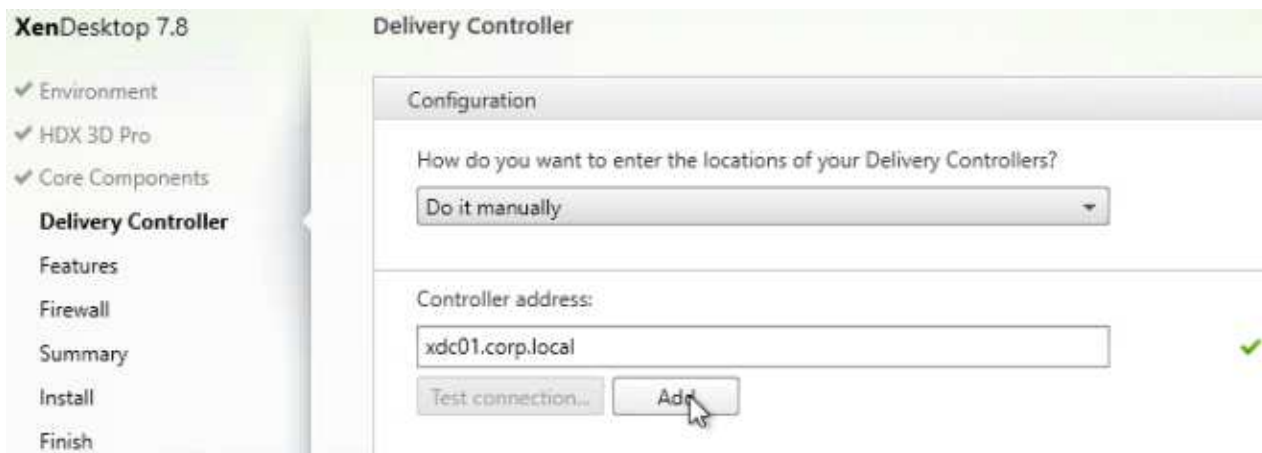 XenDesktop 7.8
Environment
HDX 3D Pro
Core Components
Delivery Controller
Features
Firewall
Summary
Install
Finish
Delivery Controller
Configuration
How do you want to enter the locations of your Delivery Controllers?
Do it manually
Controller address:
xdc01.corp.local
Test connection... Add